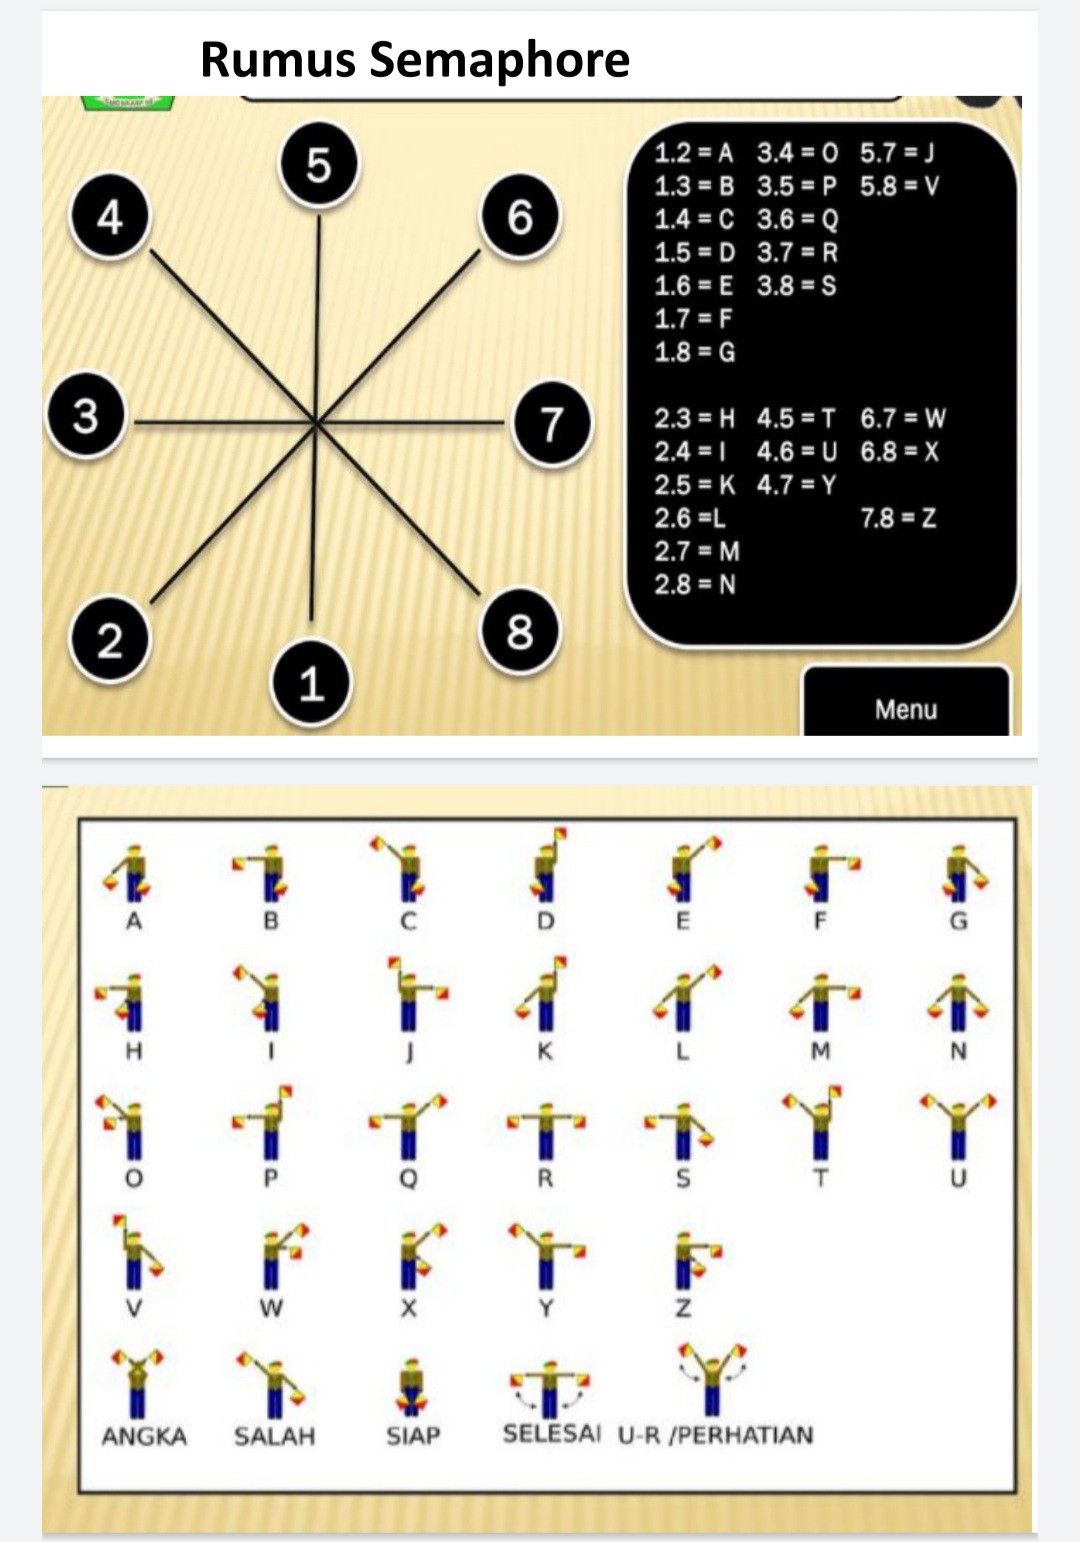 Rumus Semaphore
5
4
6
3
7
2
8
1
1.2 = A 3.4 = O 5.7 = J
1.3 = B 3.5 = P 5.8 = V
1.4 = C 3.6 = Q
1.5 = D 3.7 = R
1.6 = E 3.8 = S
1.7 = F
1.8 = G
2.3 = H 4.5 = T 6.7 = W
2.4 = I 4.6 = U 6.8 = X
2.5 = K 4.7 = Y
2.6 =L 7.8 = Z
2.7 = M
2.8 = N
Menu
A B C D E F G
H I J K L M N
O P Q R S T U
V W X Y Z
ANGKA SALAH SIAP SELESAI U-R /PERHATIAN